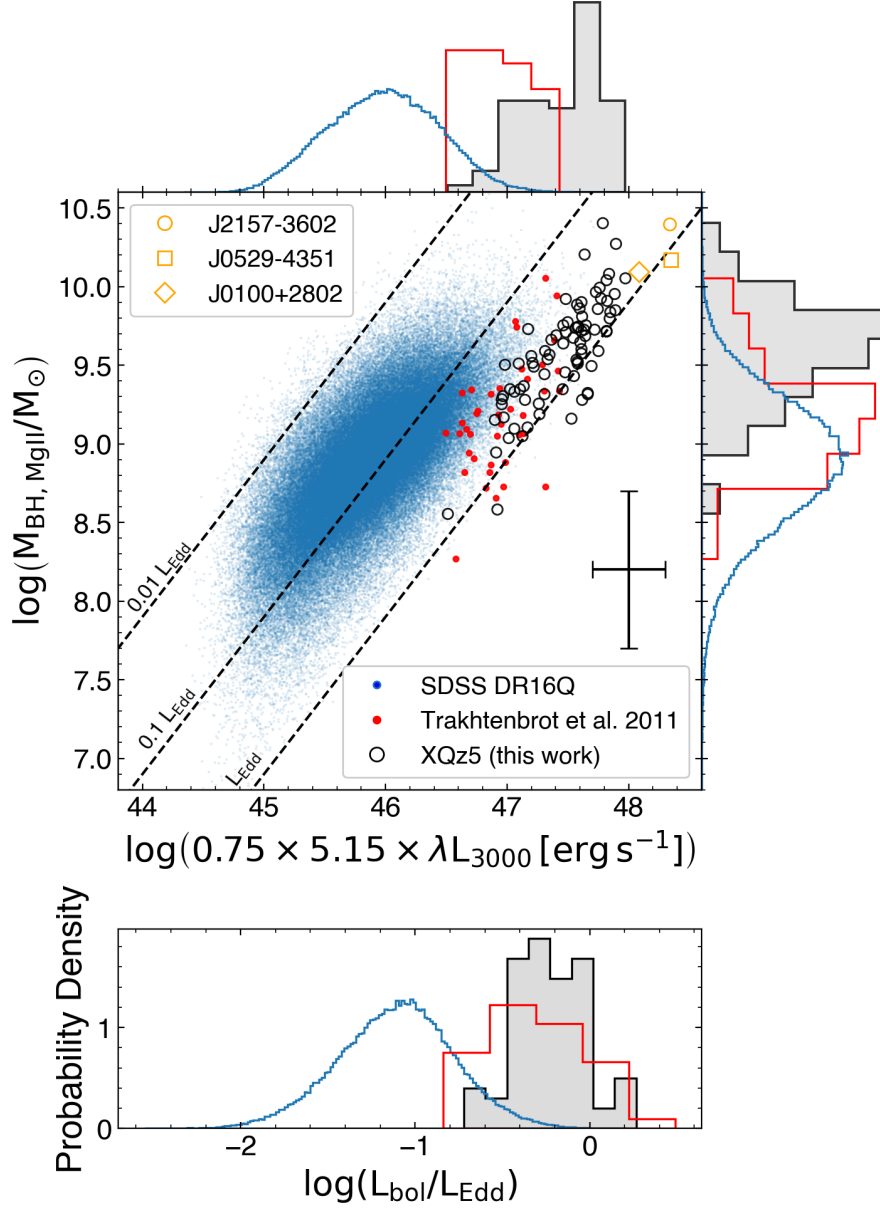 10.5
10.0
9.5
9.0
8.5
8.0
7.5
7.0
log(M_BH, MgII/M_⊙)
J2157-3602
J0529-4351
J0100+2802
0.01 L_Edd
0.1 L_Edd
L_Edd
SDSS DR16Q
Trakhtenbrot et al. 2011
XQz5 (this work)
44 45 46 47 48
log(0.75 × 5.15 × λL_3000 [erg s⁻¹])
Probability Density
1
0
−2 −1 0
log(L_bol/L_Edd)